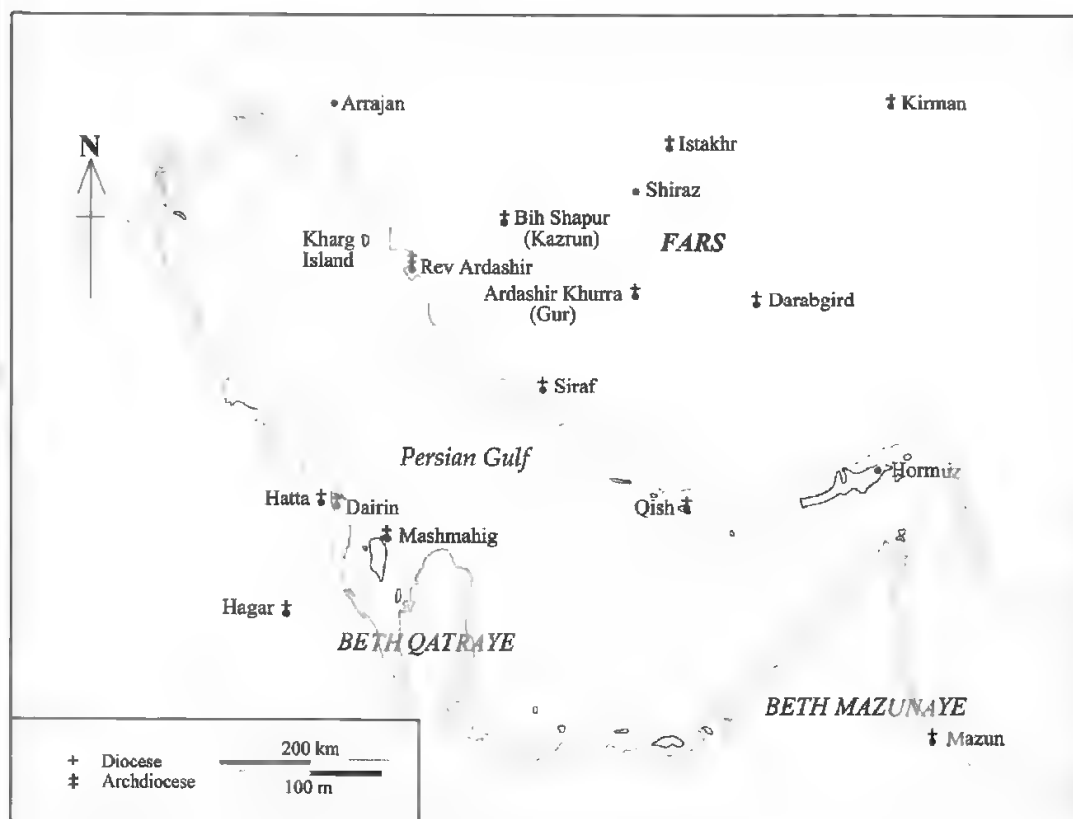 Arrajan
Kirman
N
Istakhr
Shiraz
Bih Shapur
(Kazrun)
FARS
Kharg
Island
Rev Ardashir
Ardashir Khurra
(Gur)
Darabgird
Siraf
Persian Gulf
Hormuz
Hatta
Dairin
Qish
Mashmahig
Hagar
BETH QATRAYE
BETH MAZUNAYE
Mazun
Diocese
Archdiocese
200 km
100 m